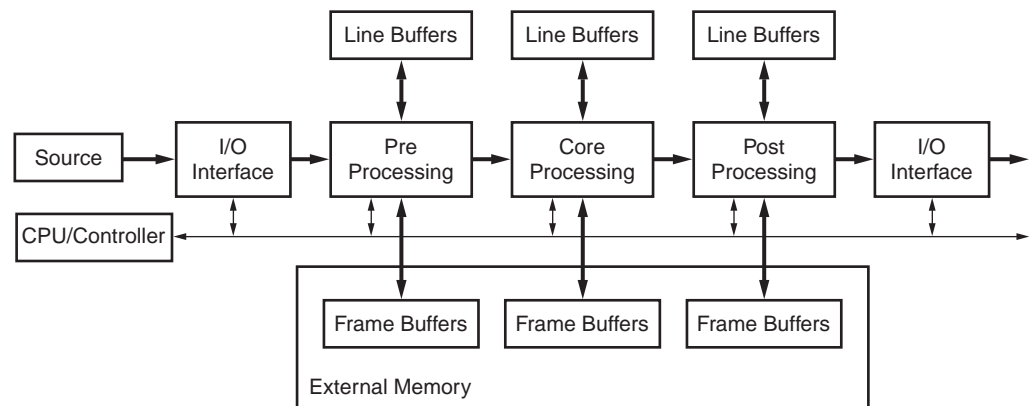 Line Buffers
Line Buffers
Line Buffers
Source
I/O
Interface
Pre
Processing
Core
Processing
Post
Processing
I/O
Interface
CPU/Controller
Frame Buffers
Frame Buffers
Frame Buffers
External Memory